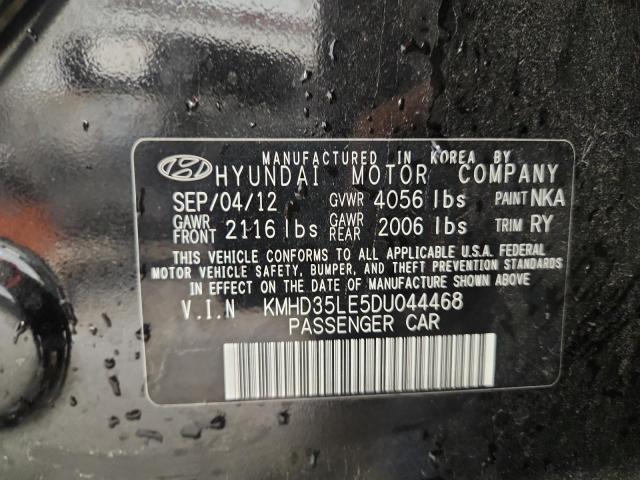 MANUFACTURED IN KOREA BY
HYUNDAI MOTOR COMPANY
SEP/04/12 GVWR 4056 lbs PAINT NKA
GAWR FRONT 2116 lbs GAWR REAR 2006 lbs TRIM RY
THIS VEHICLE CONFORMS TO ALL APPLICABLE U.S.A. FEDERAL
MOTOR VEHICLE SAFETY, BUMPER, AND THEFT PREVENTION STANDARDS
IN EFFECT ON THE DATE OF MANUFACTURE SHOWN ABOVE.
V.I.N KMHD35LE5DU044468
PASSENGER CAR